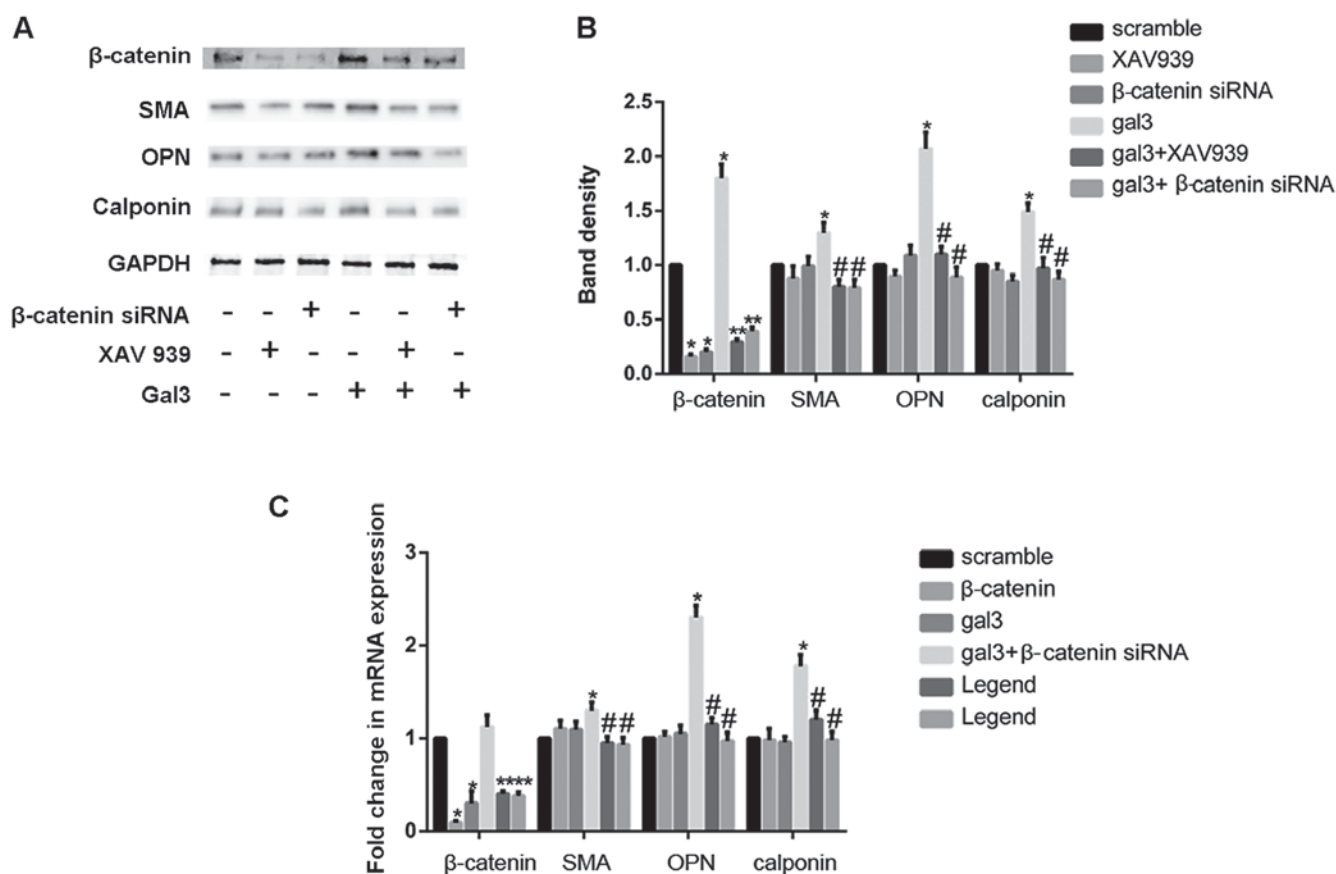 A
β-catenin
SMA
OPN
Calponin
GAPDH
β-catenin siRNA - - + - - +
XAV 939 - + - - + -
Gal3 - - - + + +
B
scramble
XAV939
β-catenin siRNA
gal3
gal3+XAV939
gal3+ β-catenin siRNA
Band density
2.5
2.0
1.5
1.0
0.5
0.0
* * * ** **
* # #
* # #
* # #
β-catenin SMA OPN calponin
C
scramble
β-catenin
gal3
gal3+β-catenin siRNA
Legend
Legend
Fold change in mRNA expression
3
2
1
0
* * ****
* # #
* # #
* # #
β-catenin SMA OPN calponin